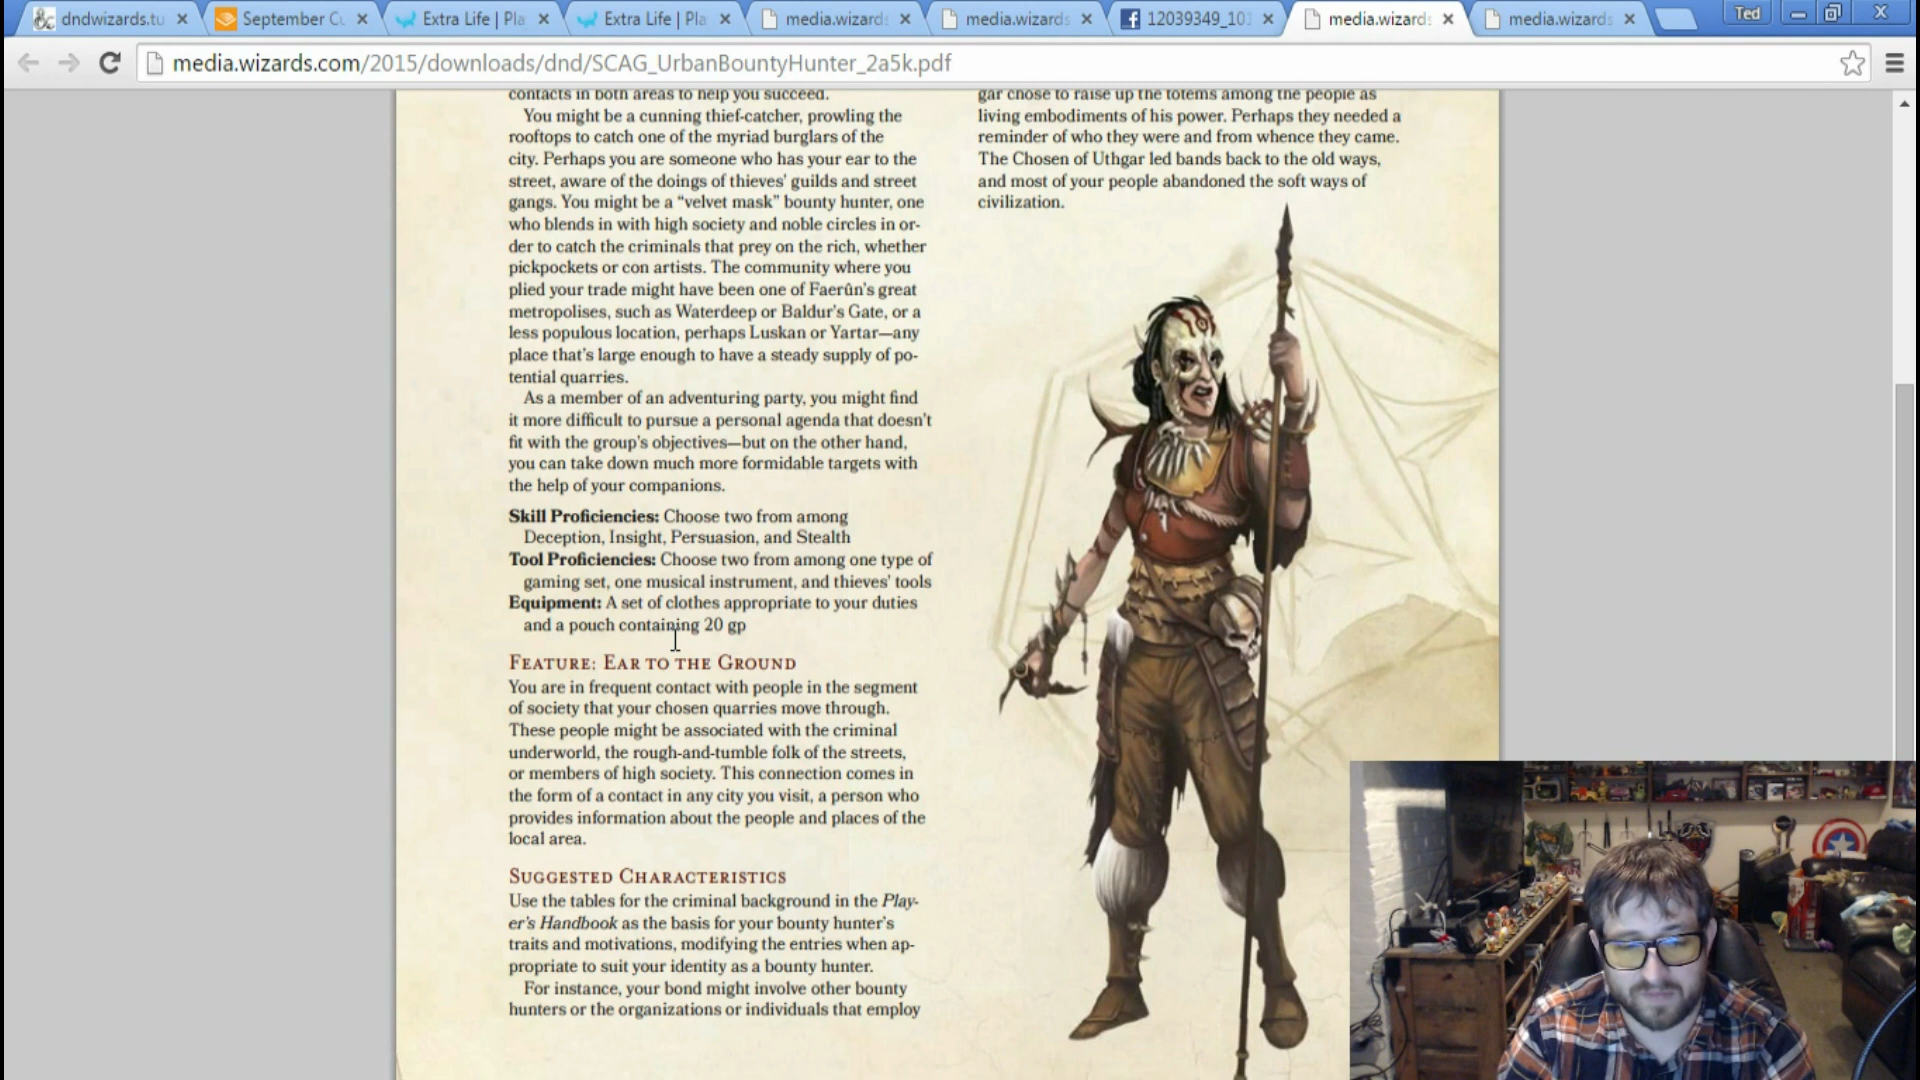 dndwizards.tu
September Cu
Extra Life | Pla
Extra Life | Pla
media.wizards
media.wizards
12039349_10
media.wizards
media.wizards
Ted
media.wizards.com/2015/downloads/dnd/SCAG_UrbanBountyHunter_2a5k.pdf
contacts in both areas to help you succeed.
You might be a cunning thief-catcher, prowling the
rooftops to catch one of the myriad burglars of the
city. Perhaps you are someone who has your ear to the
street, aware of the doings of thieves' guilds and street
gangs. You might be a “velvet mask” bounty hunter, one
who blends in with high society and noble circles in or-
der to catch the criminals that prey on the rich, whether
pickpockets or con artists. The community where you
plied your trade might have been one of Faerûn's great
metropolises, such as Waterdeep or Baldur's Gate, or a
less populous location, perhaps Luskan or Yartar—any
place that's large enough to have a steady supply of po-
tential quarries.
As a member of an adventuring party, you might find
it more difficult to pursue a personal agenda that doesn't
fit with the group's objectives—but on the other hand,
you can take down much more formidable targets with
the help of your companions.
Skill Proficiencies: Choose two from among
Deception, Insight, Persuasion, and Stealth
Tool Proficiencies: Choose two from among one type of
gaming set, one musical instrument, and thieves' tools
Equipment: A set of clothes appropriate to your duties
and a pouch containing 20 gp
Feature: Ear to the Ground
You are in frequent contact with people in the segment
of society that your chosen quarries move through.
These people might be associated with the criminal
underworld, the rough-and-tumble folk of the streets,
or members of high society. This connection comes in
the form of a contact in any city you visit, a person who
provides information about the people and places of the
local area.
Suggested Characteristics
Use the tables for the criminal background in the Play-
er's Handbook as the basis for your bounty hunter's
traits and motivations, modifying the entries when ap-
propriate to suit your identity as a bounty hunter.
For instance, your bond might involve other bounty
hunters or the organizations or individuals that employ
gar chose to raise up the totems among the people as
living embodiments of his power. Perhaps they needed a
reminder of who they were and from whence they came.
The Chosen of Uthgar led bands back to the old ways,
and most of your people abandoned the soft ways of
civilization.